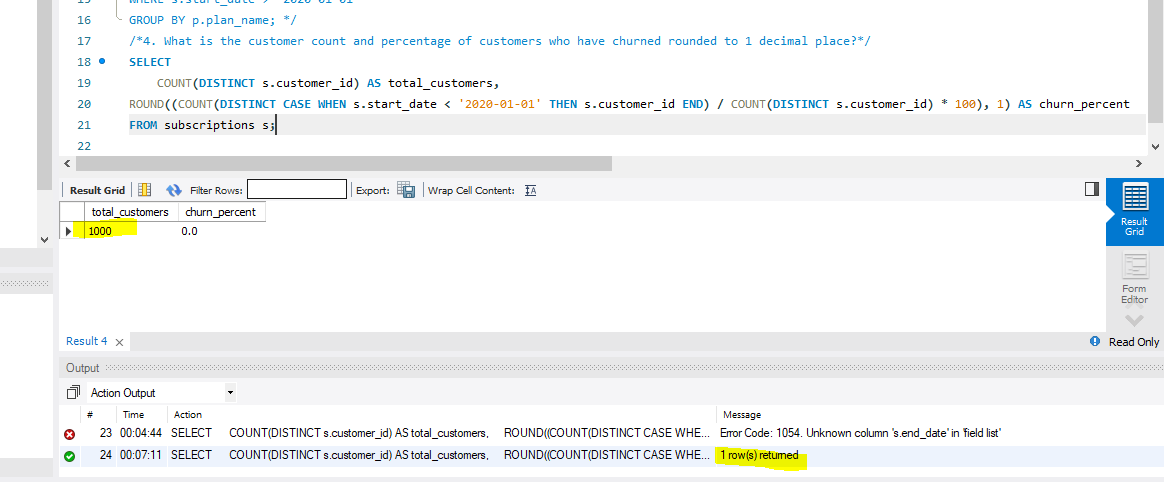 15 WHERE s.start_date > '2020-01-01'
16 GROUP BY p.plan_name; */
17 /*4. What is the customer count and percentage of customers who have churned rounded to 1 decimal place?*/
18 SELECT
19 COUNT(DISTINCT s.customer_id) AS total_customers,
20 ROUND((COUNT(DISTINCT CASE WHEN s.start_date < '2020-01-01' THEN s.customer_id END) / COUNT(DISTINCT s.customer_id) * 100), 1) AS churn_percent
21 FROM subscriptions s;
22
Result Grid Filter Rows: Export: Wrap Cell Content:
total_customers churn_percent
1000 0.0
Result
Grid
Form
Editor
Result 4 Read Only
Output
Action Output
# Time Action Message
23 00:04:44 SELECT COUNT(DISTINCT s.customer_id) AS total_customers, ROUND((COUNT(DISTINCT CASE WHE... Error Code: 1054. Unknown column 's.end_date' in 'field list'
24 00:07:11 SELECT COUNT(DISTINCT s.customer_id) AS total_customers, ROUND((COUNT(DISTINCT CASE WHE... 1 row(s) returned